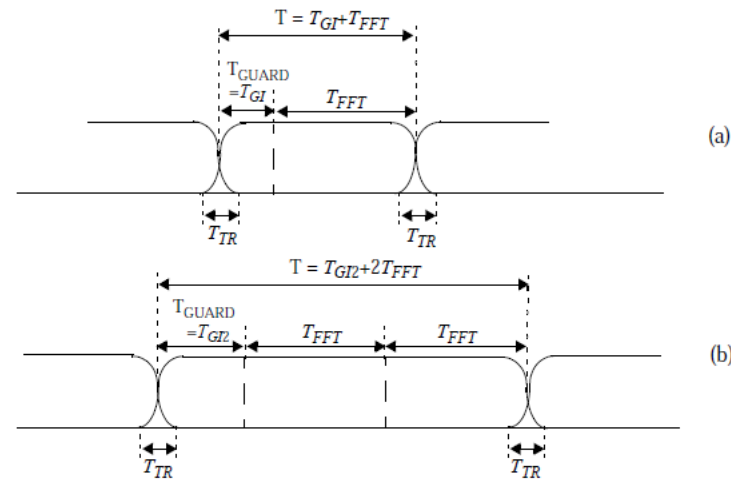 T = T_GI+T_FFT
T_GUARD
=T_GI
T_FFT
(a)
T_TR
T_TR
T = T_GI2+2T_FFT
T_GUARD
=T_GI2
T_FFT
T_FFT
(b)
T_TR
T_TR